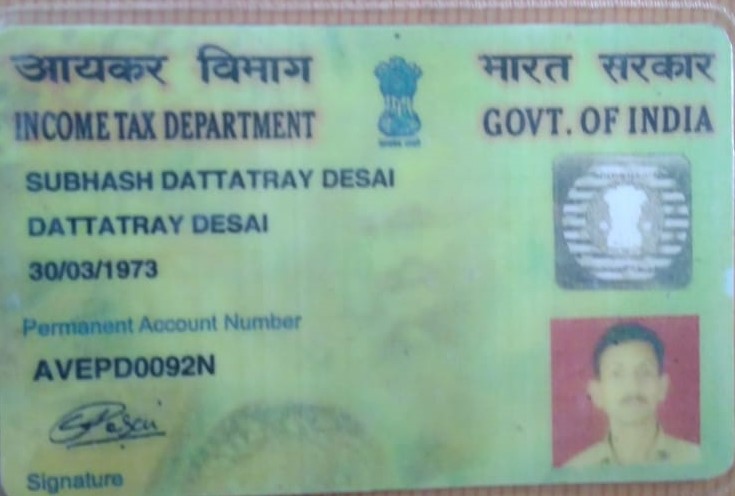 आयकर विभाग
भारत सरकार
INCOME TAX DEPARTMENT
GOVT. OF INDIA
SUBHASH DATTATRAY DESAI
DATTATRAY DESAI
30/03/1973
Permanent Account Number
AVEPD0092N
Desai
Signature